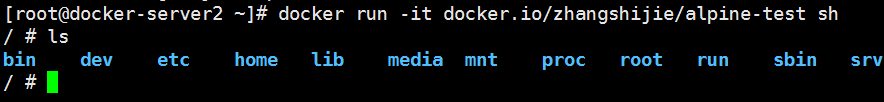 [root@docker-server2 ~]# docker run -it docker.io/zhangshijie/alpine-test sh
/ # ls
bin    dev    etc    home   lib    media  mnt    proc   root   run    sbin   srv
/ #